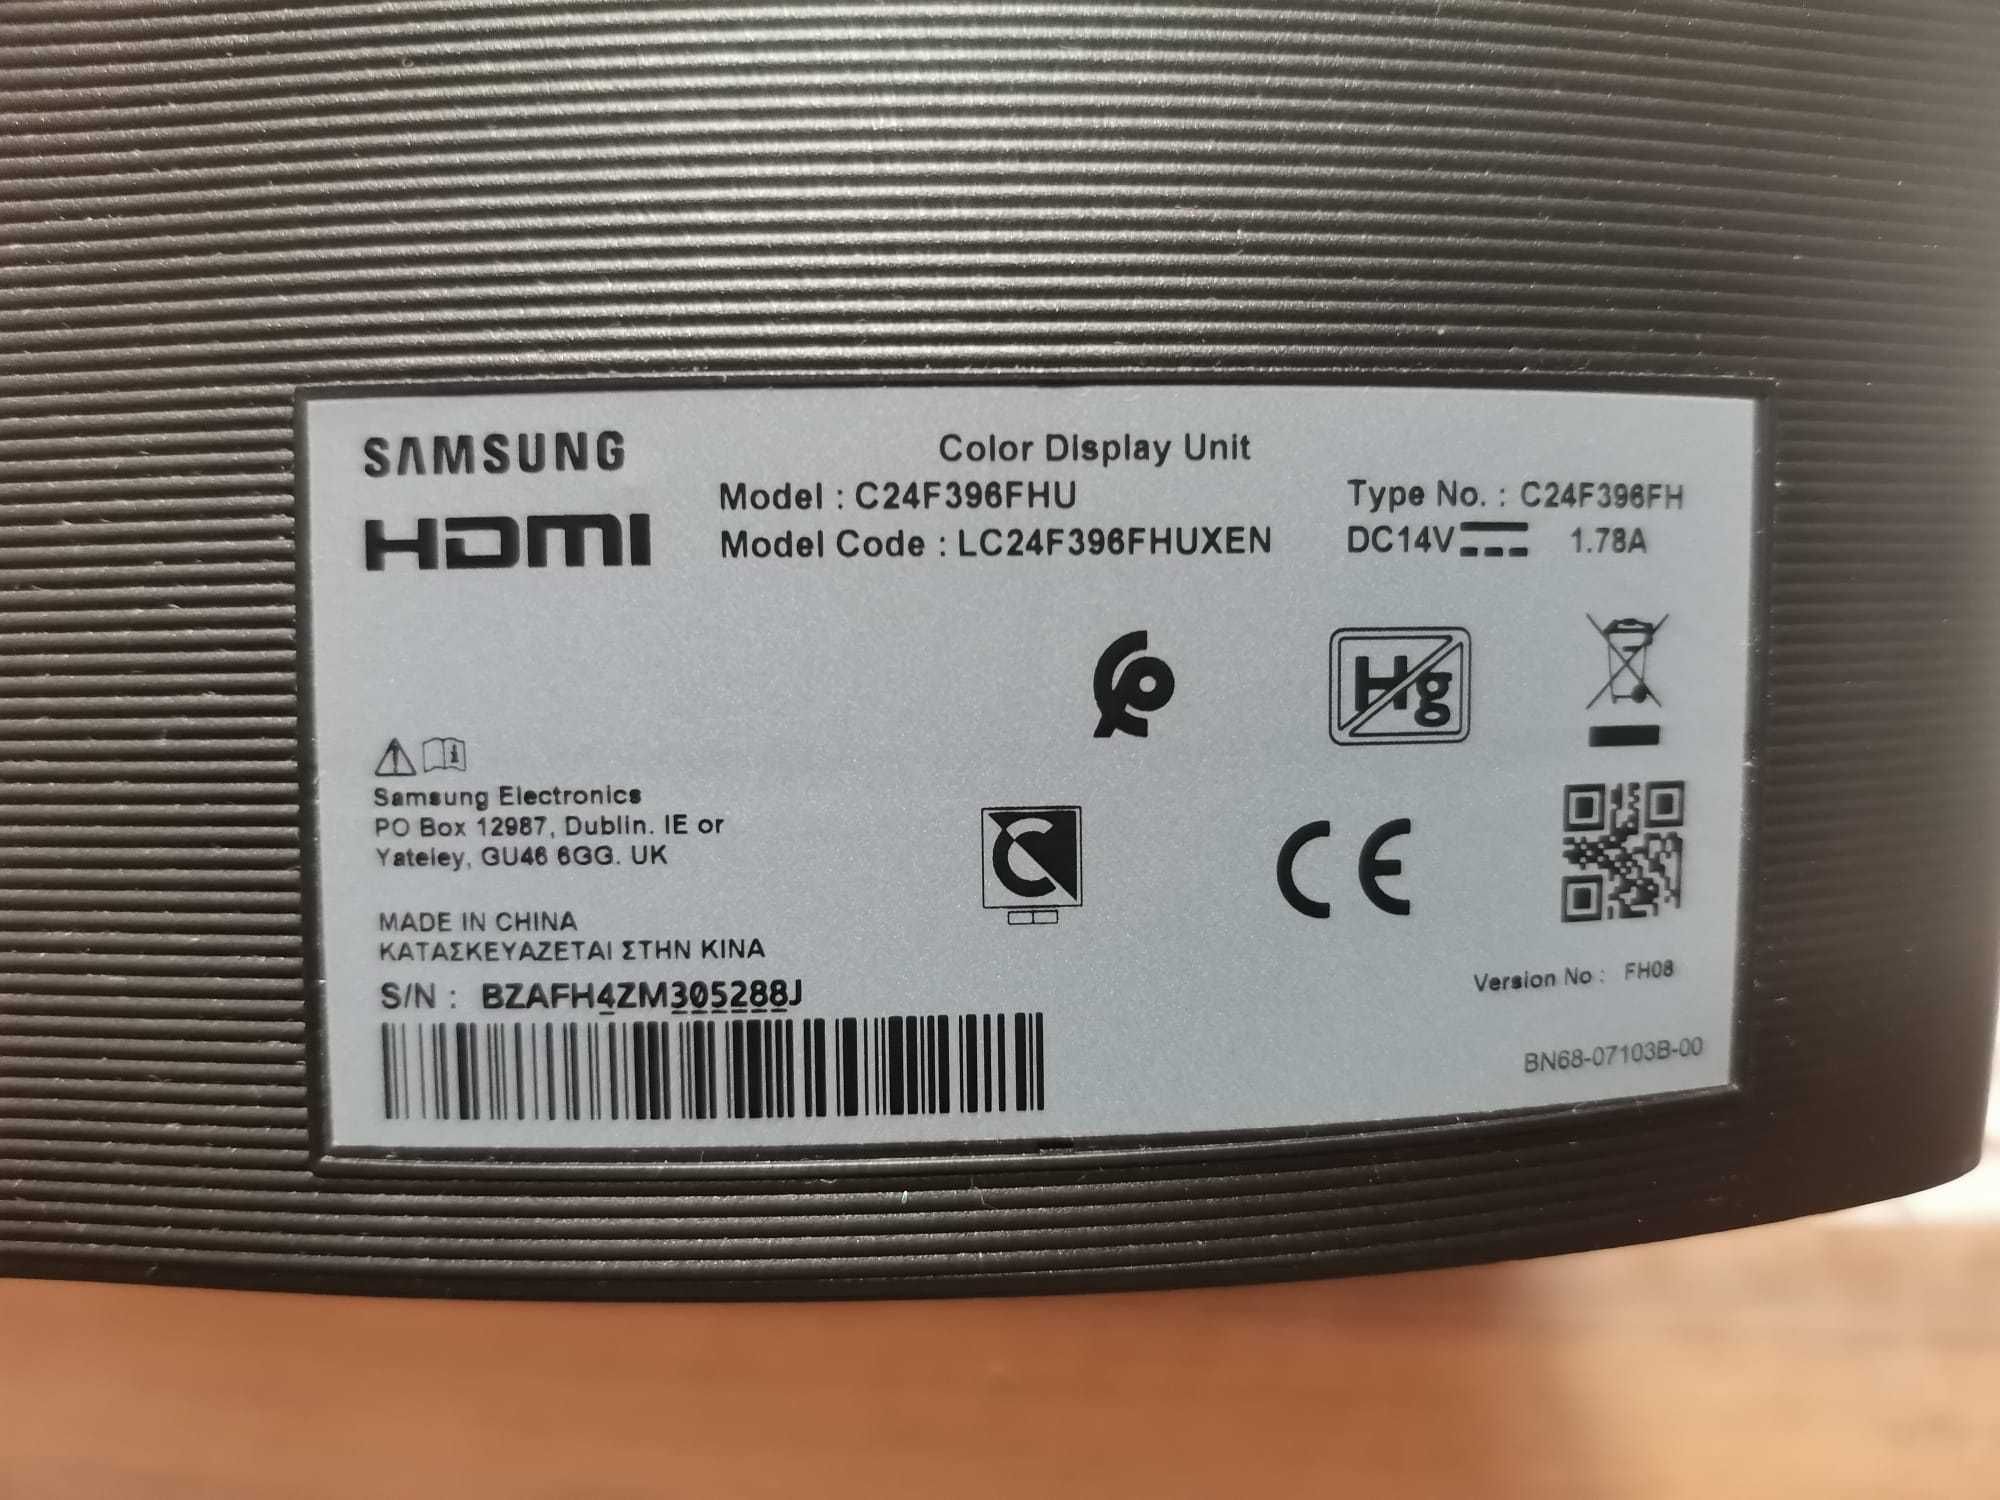 SAMSUNG
Color Display Unit
HDMI
Model : C24F396FHU
Type No. : C24F396FH
Model Code : LC24F396FHUXEN
DC14V 1.78A
Hg
Samsung Electronics
PO Box 12987, Dublin. IE or
Yateley, GU46 6GG. UK
CE
MADE IN CHINA
ΚΑΤΑΣΚΕΥΑΖΕΤΑΙ ΣΤΗΝ ΚΙΝΑ
S/N : BZAFH4ZM305288J
Version No : FH08
BN68-07103B-00